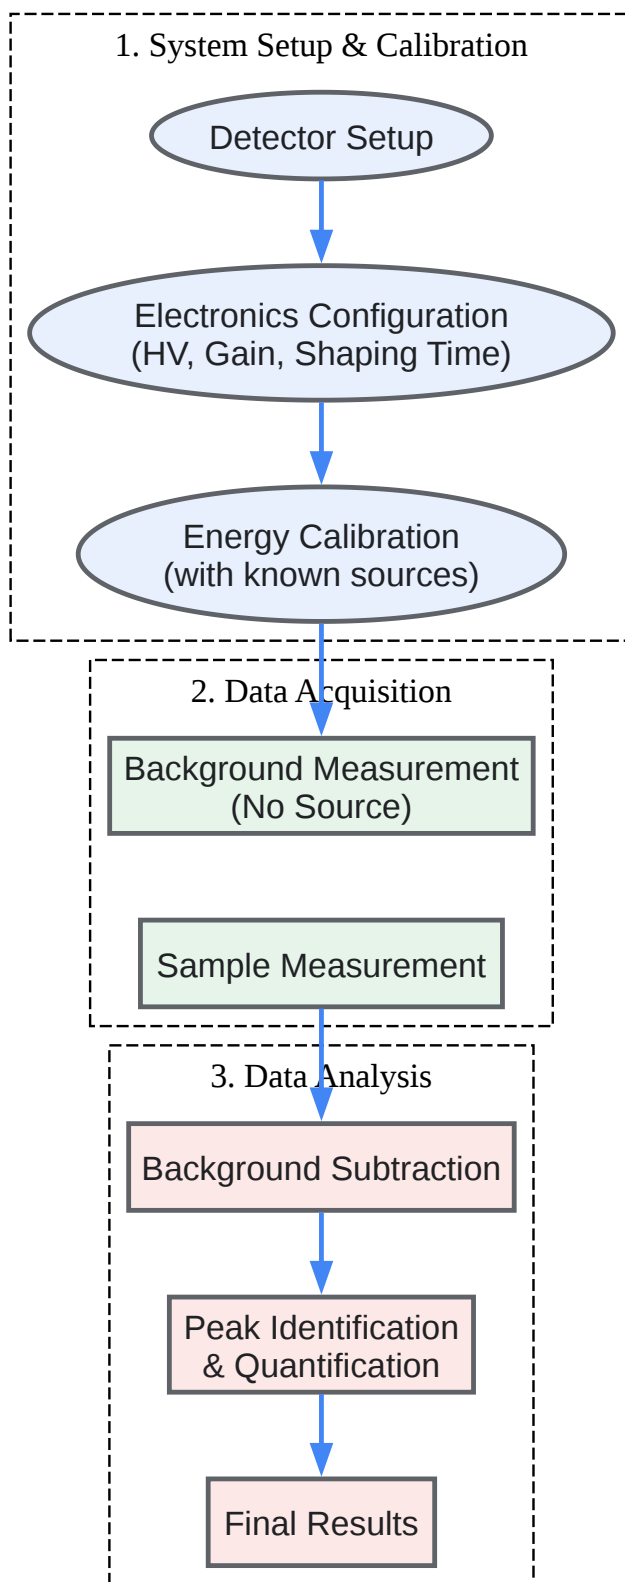 1. System Setup & Calibration
Detector Setup
Electronics Configuration
(HV, Gain, Shaping Time)
Energy Calibration
(with known sources)
2. Data Acquisition
Background Measurement
(No Source)
Sample Measurement
3. Data Analysis
Background Subtraction
Peak Identification
& Quantification
Final Results